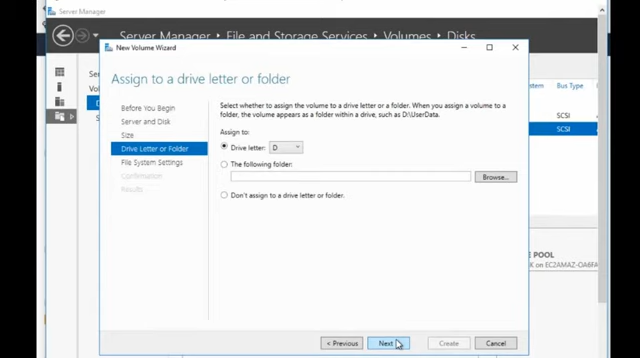 Server Manager
Server Manager File and Storage Services Volumes Disks
New Volume Wizard
Assign to a drive letter or folder
Before You Begin
Server and Disk
Size
Drive Letter or Folder
File System Settings
Confirmation
Results
Select whether to assign the volume to a drive letter or a folder. When you assign a volume to a
folder, the volume appears as a folder within a drive, such as D:\UserData.
Assign to:
Drive letter: D
The following folder:
Browse...
Don't assign to a drive letter or folder.
Bus Type
SCSI
SCSI
E POOL
< Previous
Next
Create
Cancel